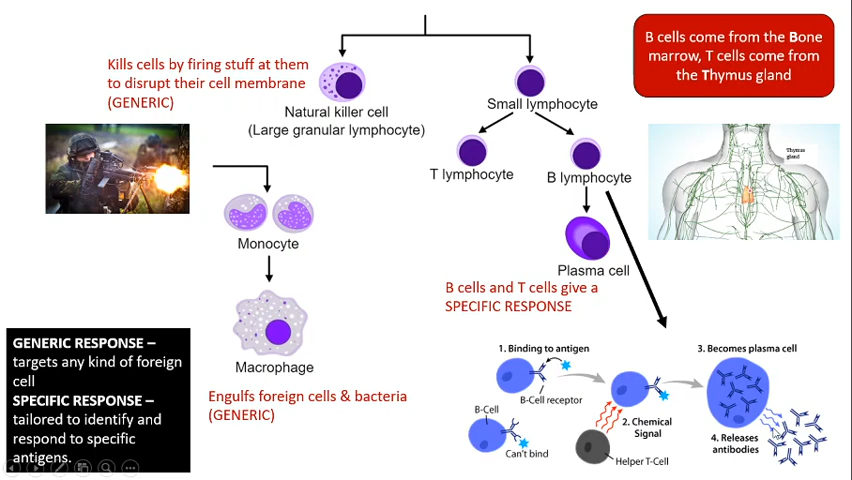 Kills cells by firing stuff at them
to disrupt their cell membrane
(GENERIC)
Natural killer cell
(Large granular lymphocyte)
Small lymphocyte
B cells come from the Bone
marrow, T cells come from
the Thymus gland
T lymphocyte
B lymphocyte
Thymus
gland
Monocyte
Plasma cell
B cells and T cells give a
SPECIFIC RESPONSE
Macrophage
Engulfs foreign cells & bacteria
(GENERIC)
GENERIC RESPONSE –
targets any kind of foreign
cell
SPECIFIC RESPONSE –
tailored to identify and
respond to specific
antigens.
1. Binding to antigen
B-Cell receptor
B-Cell
Can't bind
2. Chemical
Signal
Helper T-Cell
3. Becomes plasma cell
4. Releases
antibodies